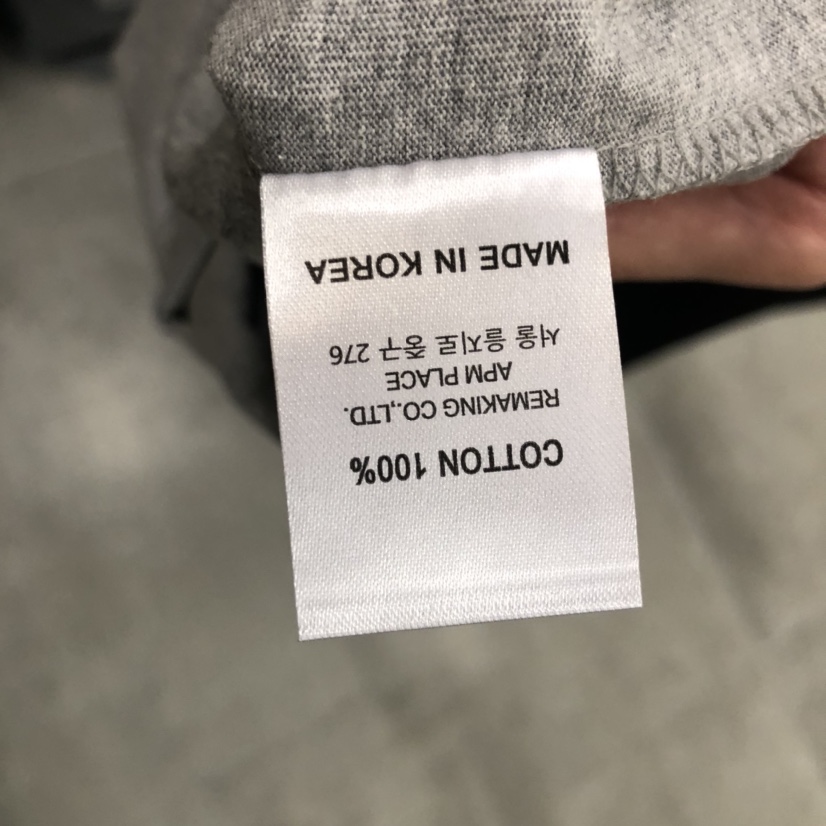 COTTON 100%
REMAKING CO.,LTD.
APM PLACE
서울 을지로 중구 276
MADE IN KOREA